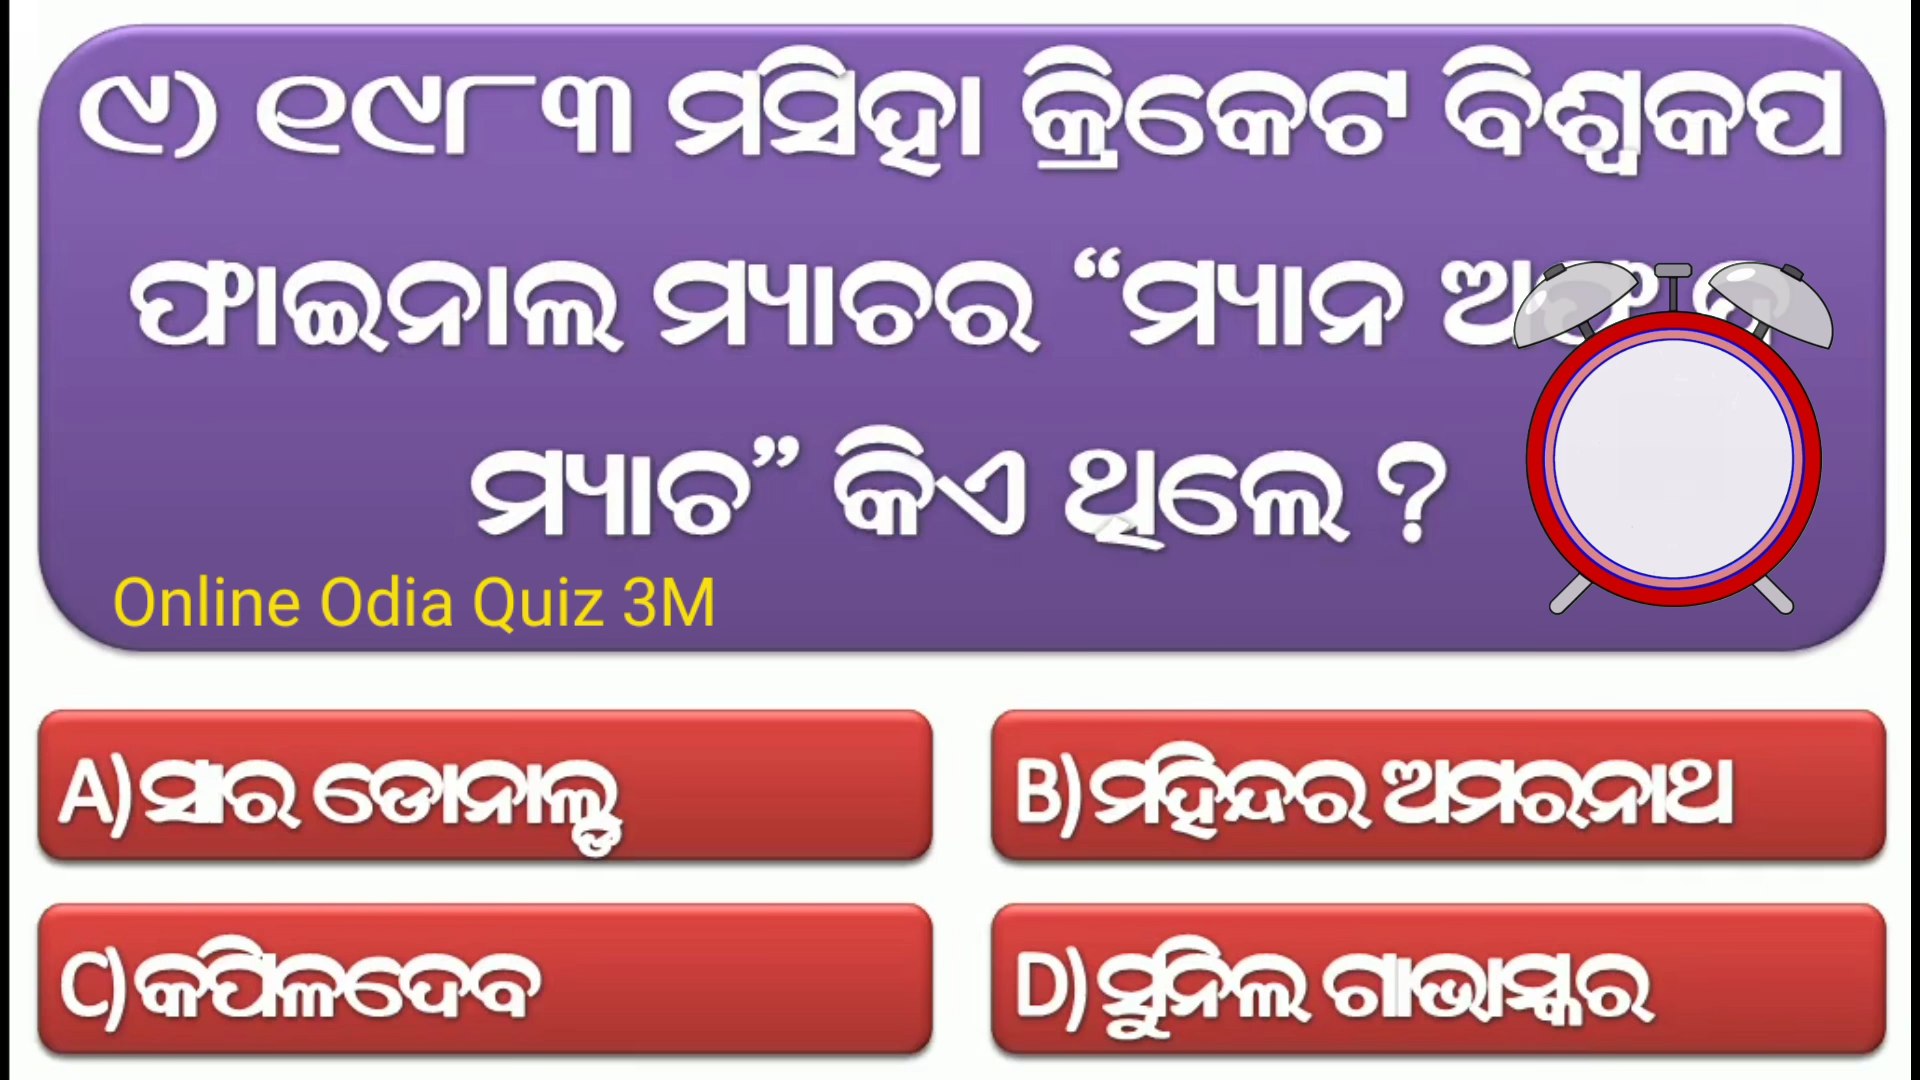 ୯) ୧୯୮୩ ମସିହା କ୍ରିକେଟ ବିଶ୍ୱକପ
ଫାଇନାଲ ମ୍ୟାଚର “ମ୍ୟାନ
ମ୍ୟାଚ” କିଏ ଥିଲେ ?
Online Odia Quiz 3M
A) ସାର ଡୋନାଲ୍ଡ
B) ମହିନ୍ଦର ଅମରନାଥ
C) କପିଳଦେବ
D) ସୁନିଲ ଗାଭାସ୍କର